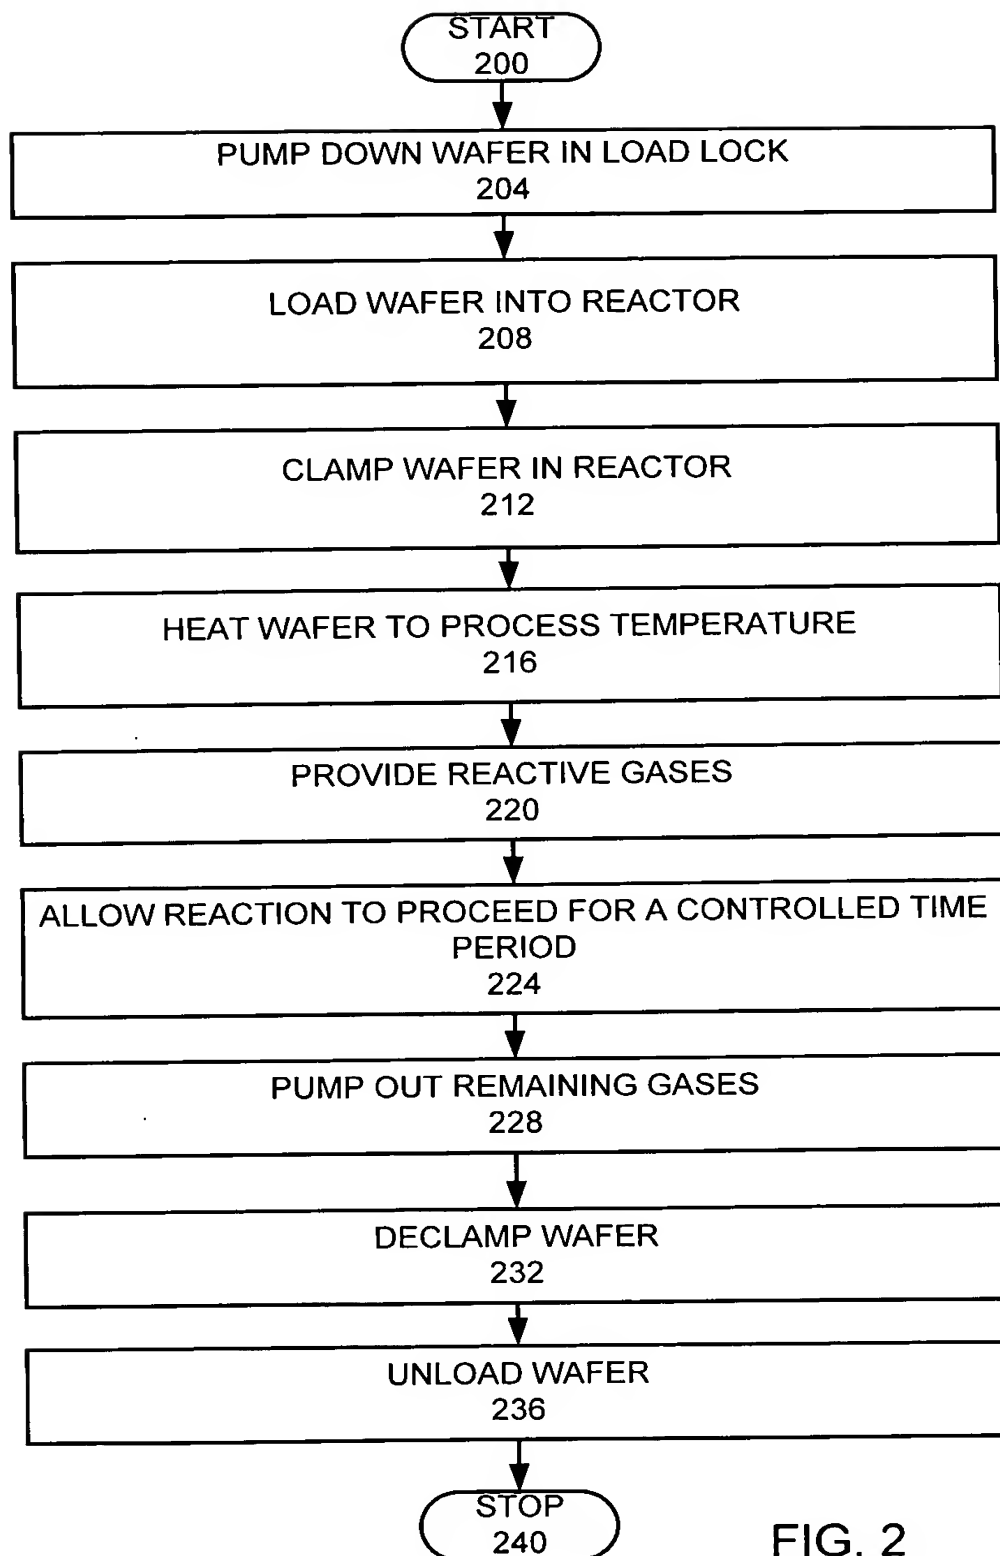 START
200
PUMP DOWN WAFER IN LOAD LOCK
204
LOAD WAFER INTO REACTOR
208
CLAMP WAFER IN REACTOR
212
HEAT WAFER TO PROCESS TEMPERATURE
216
PROVIDE REACTIVE GASES
220
ALLOW REACTION TO PROCEED FOR A CONTROLLED TIME
PERIOD
224
PUMP OUT REMAINING GASES
228
DECLAMP WAFER
232
UNLOAD WAFER
236
STOP
240
FIG. 2